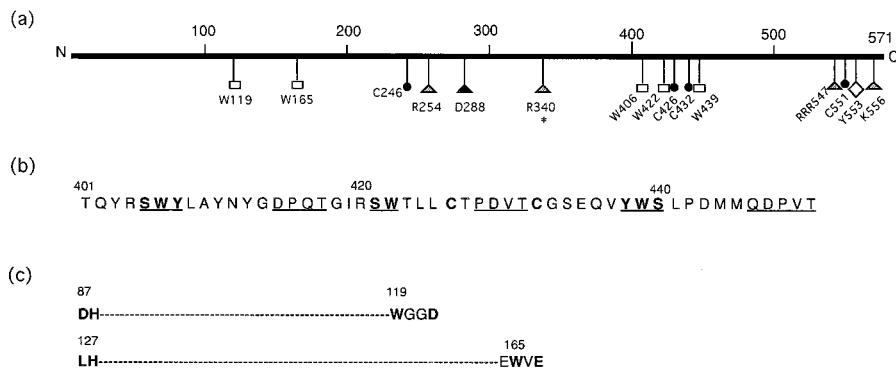 (a)
100 200 300 400 500 571
N C
W119 W165 C246 R254 D288 R340 W406 W422 C426 C432 W439 RRR547 C551 Y553 K556
*
(b)
401 420 440
TQYRSWYLAYNYGDPQTGIRSWTLLCTPDVTCGSEQVYWSLPDMMQDPVT
(c)
87 119
DH-----------------------------------------------WGGD
127 165
LH----------------------------------------------------------------EWVE